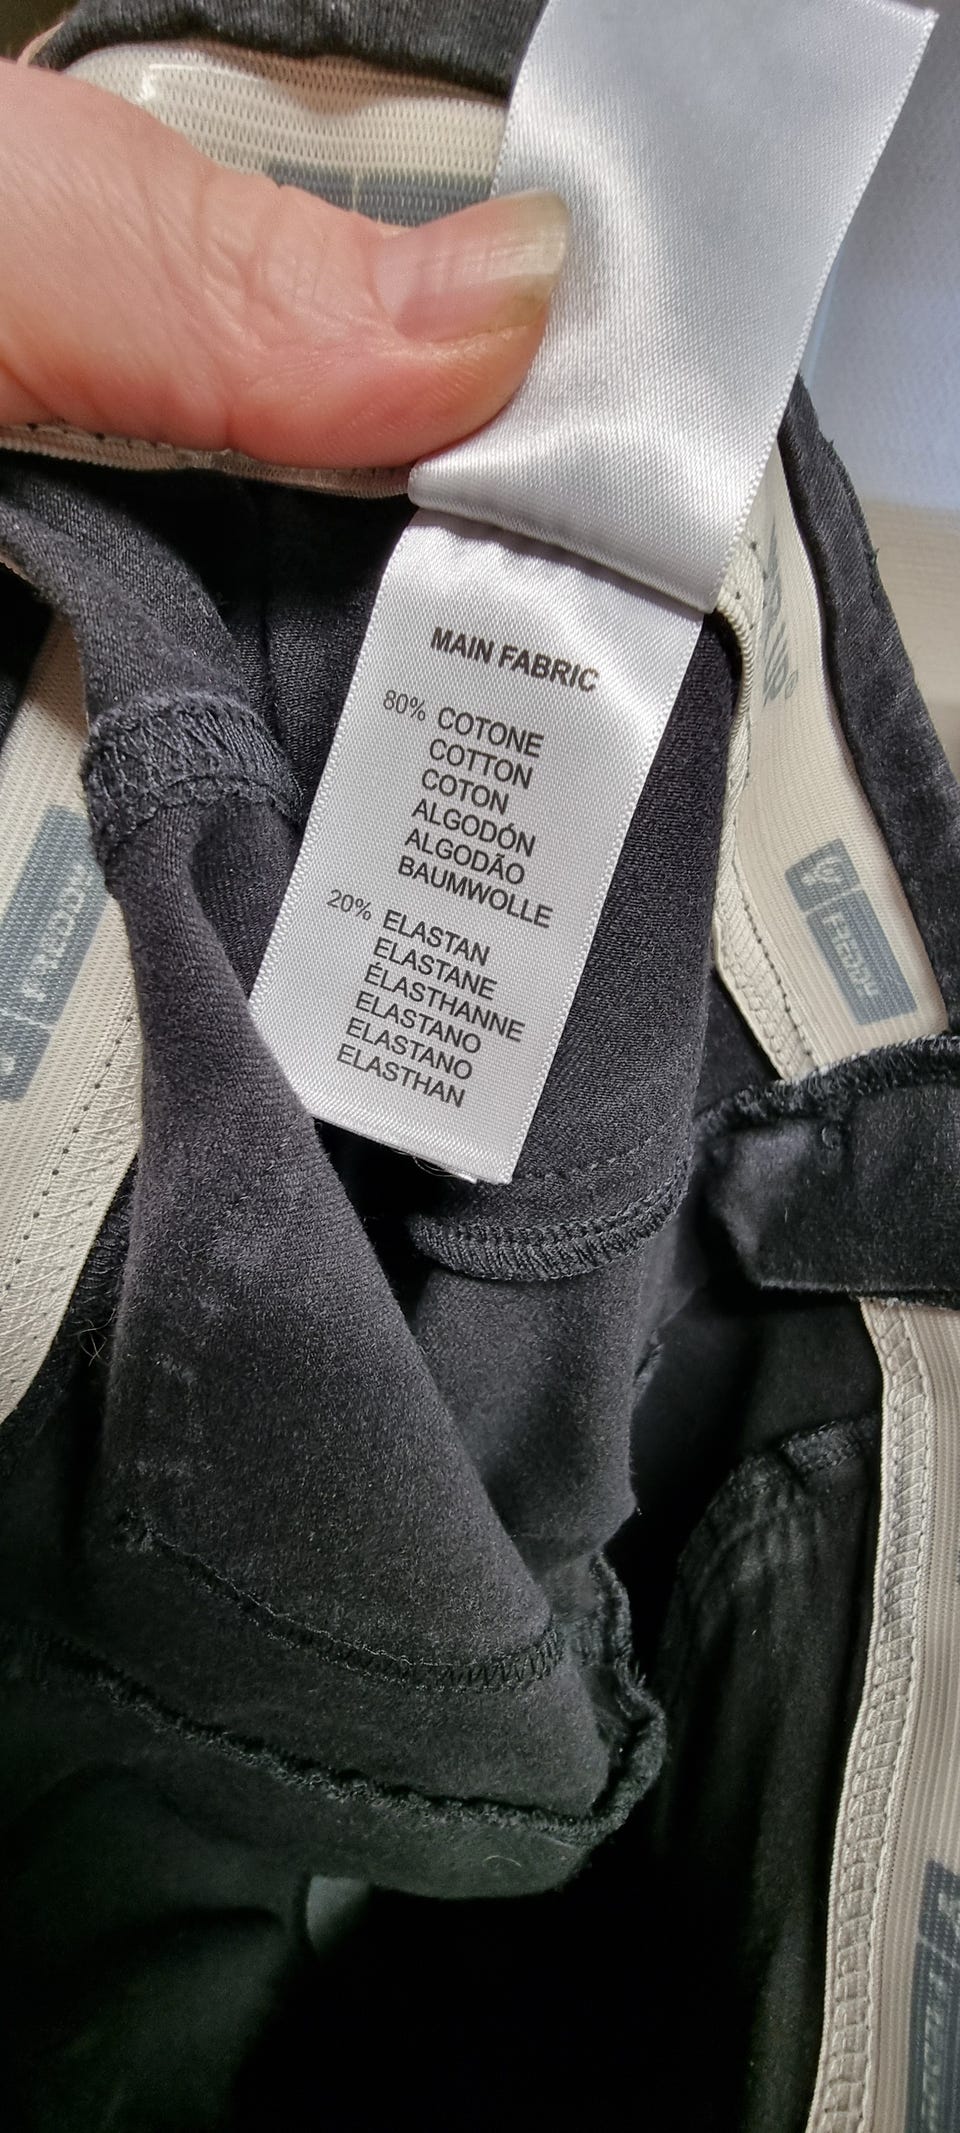 MAIN FABRIC
80% COTONE
COTTON
COTON
ALGODÓN
ALGODÃO
BAUMWOLLE
20% ELASTAN
ELASTANE
ÉLASTHANNE
ELASTANO
ELASTANO
ELASTHAN